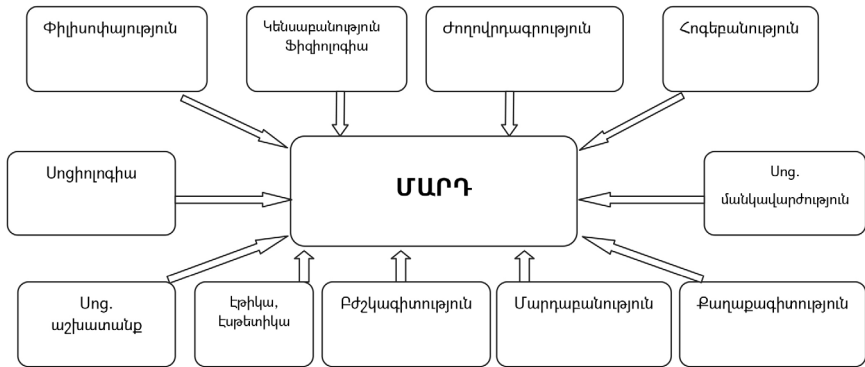 Փիլիսոփայություն
Կենսաբանություն
Ֆիզիոլոգիա
Ժողովրդագրություն
Հոգեբանություն
Սոցիոլոգիա
ՄԱՐԴ
Սոց.
մանկավարժություն
Սոց.
աշխատանք
Էթիկա,
Էսթետիկա
Բժշկագիտություն
Մարդաբանություն
Քաղաքագիտություն